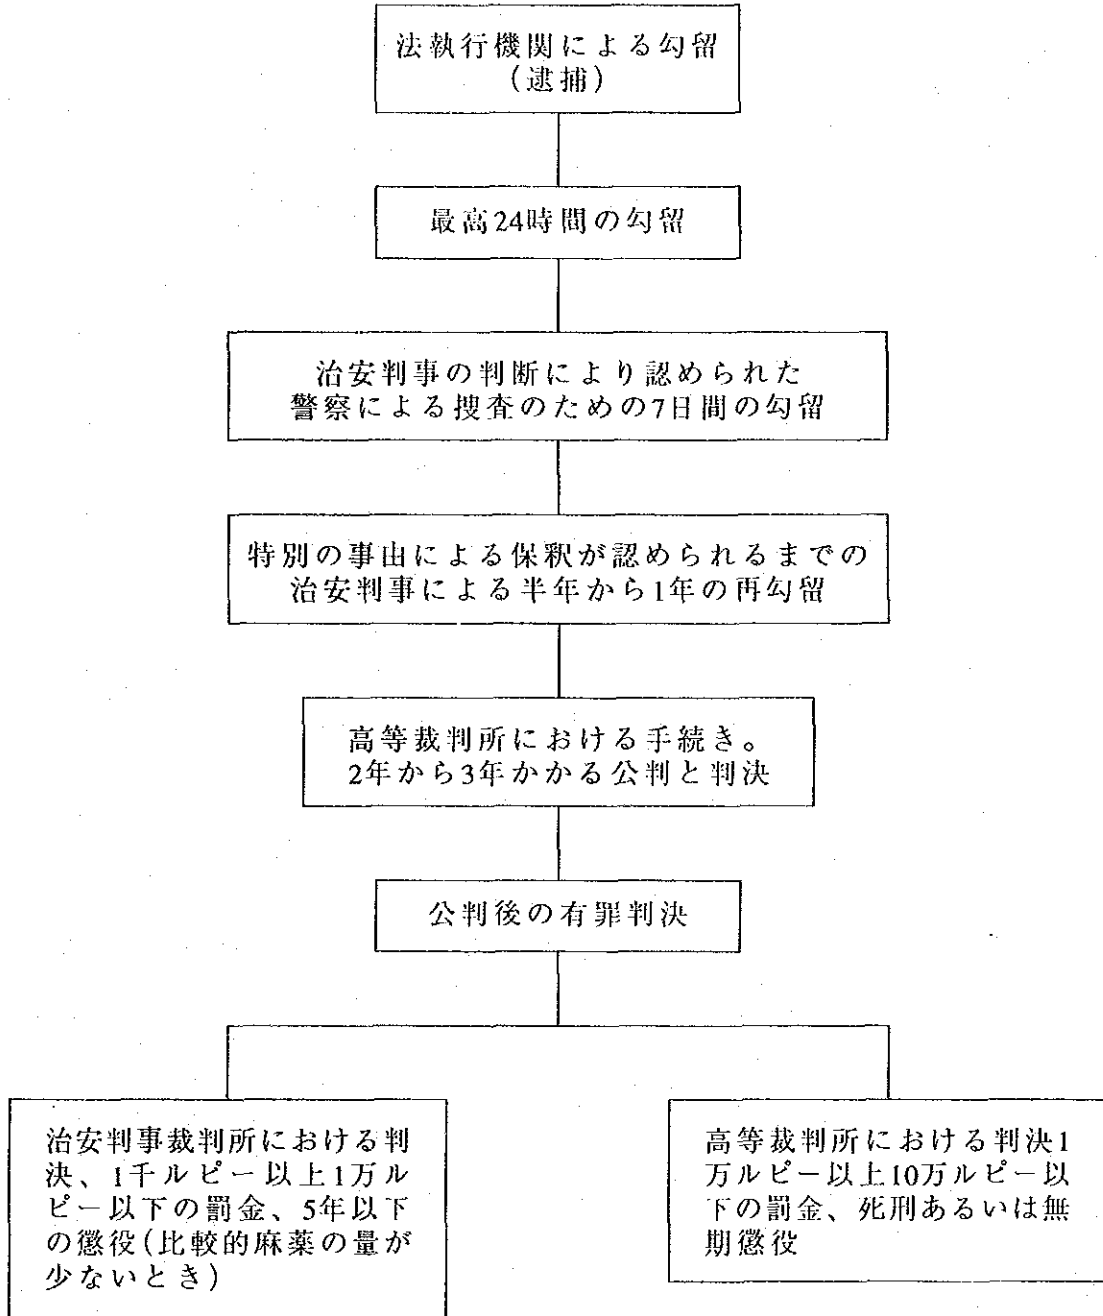 法執行機関による勾留
(逮捕)
最高24時間の勾留
治安判事の判断により認められた
警察による捜査のための7日間の勾留
特別の事由による保釈が認められるまでの
治安判事による半年から1年の再勾留
高等裁判所における手続き。
2年から3年かかる公判と判決
公判後の有罪判決
治安判事裁判所における判
決、1千ルピー以上1万ル
ピー以下の罰金、5年以下
の懲役(比較的麻薬の量が
少ないとき)
高等裁判所における判決1
万ルピー以上10万ルピー以
下の罰金、死刑あるいは無
期懲役